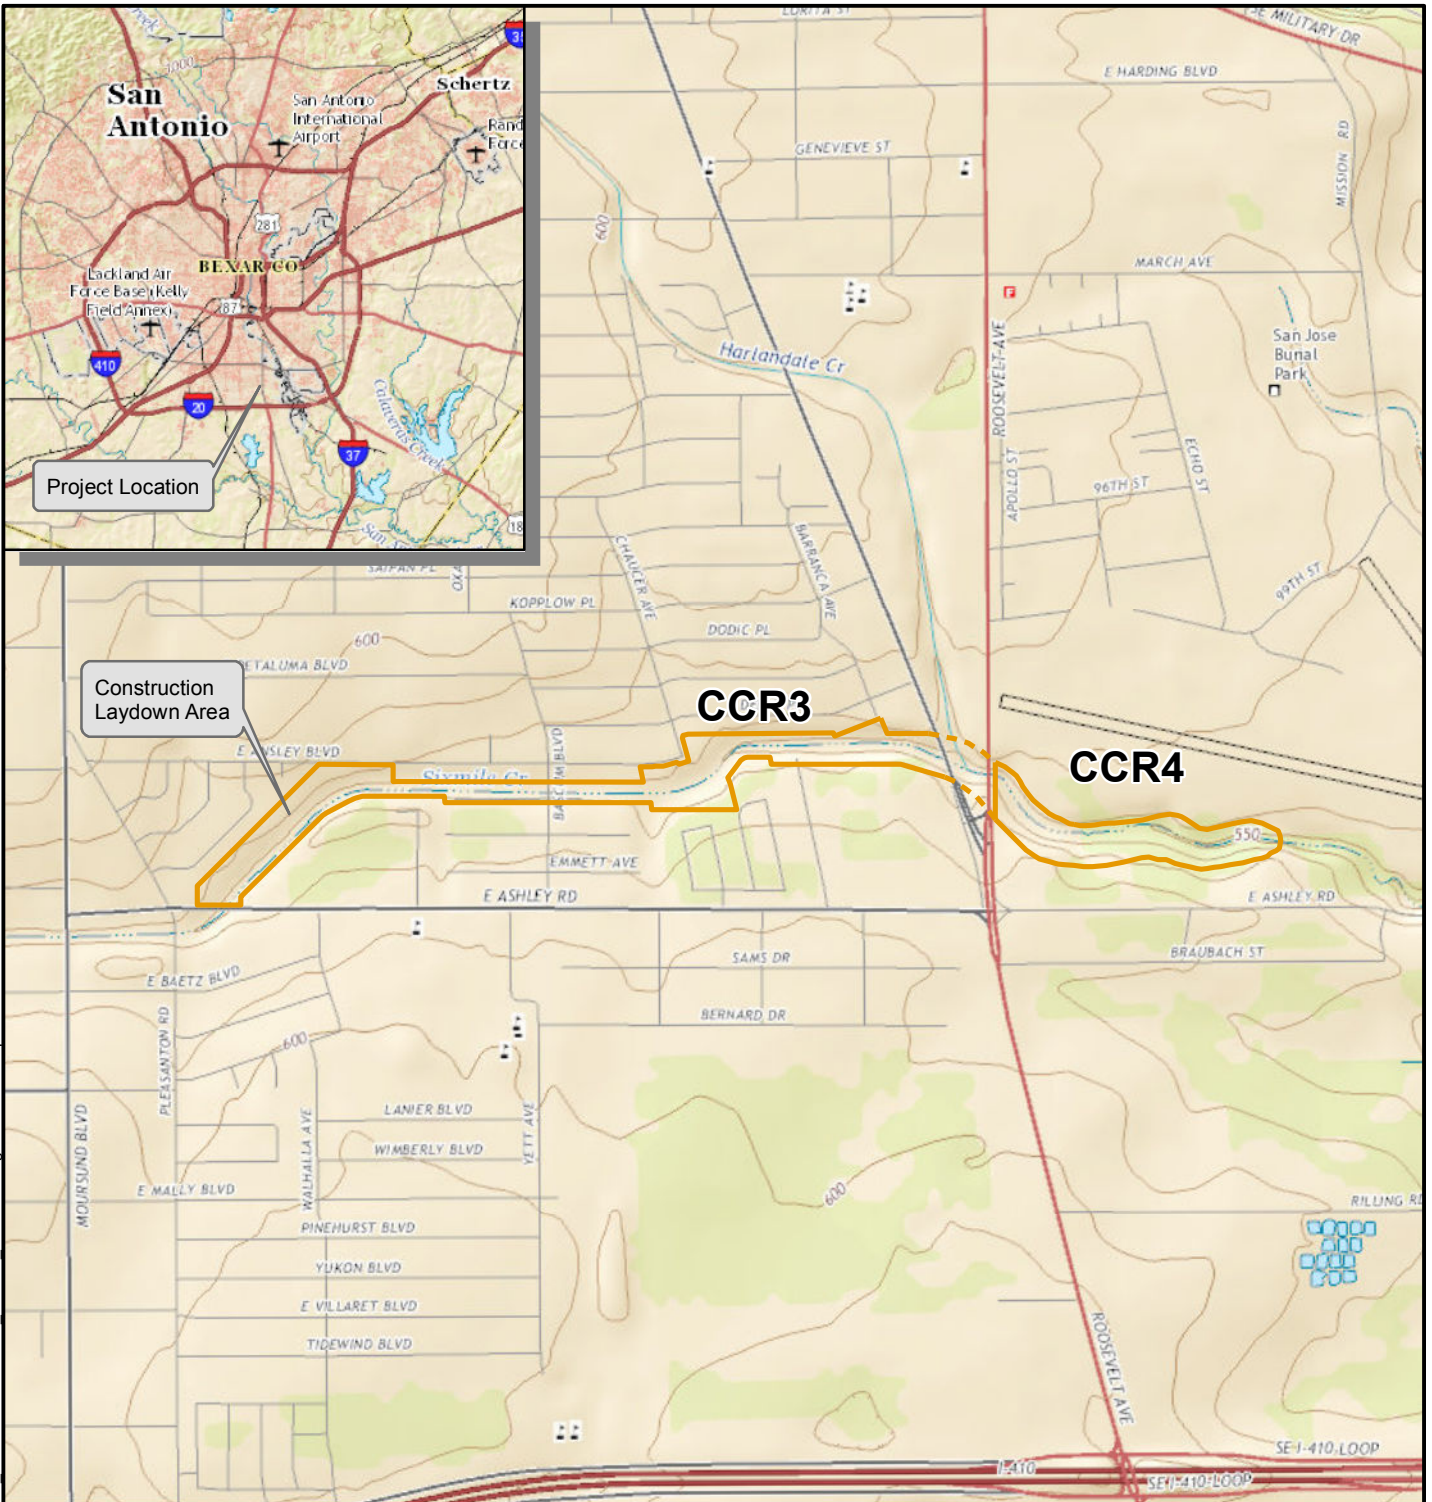 San
Antonio
San Antonio
International
Airport
Schertz
Rand
Force
1000
281
BEXAR CO
Lackland Air
Force Base (Kelly
Field Annex)
87
410
20
37
Calaveras Creek
Project Location
LORITA ST
SE MILITARY DR
E HARDING BLVD
MISSION RD
GENEVIEVE ST
600
MARCH AVE
San Jose
Burial
Park
Harlandale Cr
ROOSEVELT AVE
APOLLO ST
ECHO ST
96TH ST
99TH ST
CHAUCER AVE
BARRANCA AVE
SAIPAN PL
KOPPLOW PL
DODIC PL
600
PETALUMA BLVD
Construction
Laydown Area
CCR3
CCR4
E ANSLEY BLVD
Sixmile Cr
550
EMMETT AVE
E ASHLEY RD
E ASHLEY RD
SAMS DR
BRAUBACH ST
E BAETZ BLVD
BERNARD DR
PLEASANTON RD
600
MOURSUND BLVD
WALHALLA AVE
LANIER BLVD
YETT AVE
WIMBERLY BLVD
E MALLY BLVD
600
RILLING RD
PINEHURST BLVD
YUKON BLVD
E VILLARET BLVD
TIDEWIND BLVD
ROOSEVELT AVE
SE I-410 LOOP
I-410
SE I-410 LOOP